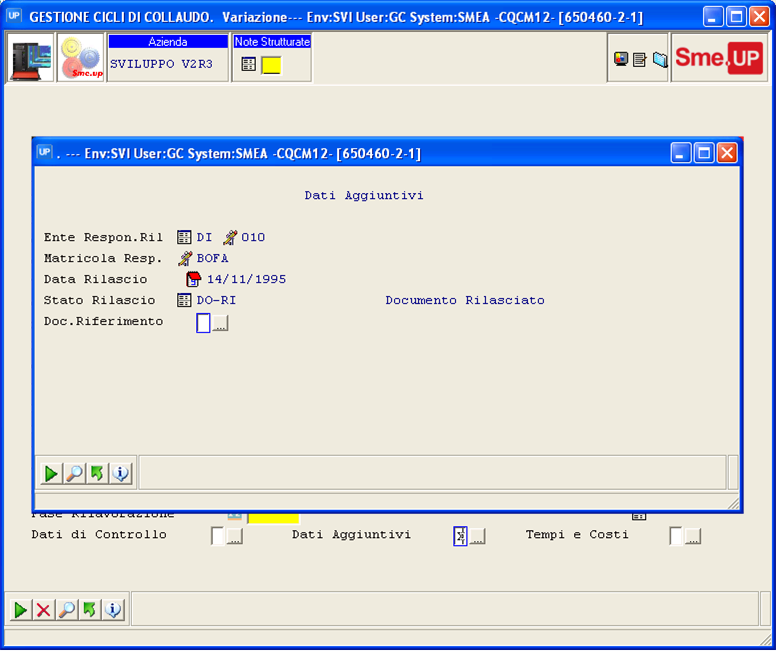 UP GESTIONE CICLI DI COLLAUDO. Variazione--- Env:SVI User:GC System:SMEA -CQCM12- [650460-2-1]
Sme.up
Azienda
SVILUPPO V2R3
Note Strutturate
Sme.UP
UP . --- Env:SVI User:GC System:SMEA -CQCM12- [650460-2-1]
Dati Aggiuntivi
Ente Respon.Ril DI 010
Matricola Resp. BOFA
Data Rilascio 14/11/1995
Stato Rilascio DO-RI Documento Rilasciato
Doc.Riferimento ...
Fase Rilavorazione
Dati di Controllo ... Dati Aggiuntivi ... Tempi e Costi ...